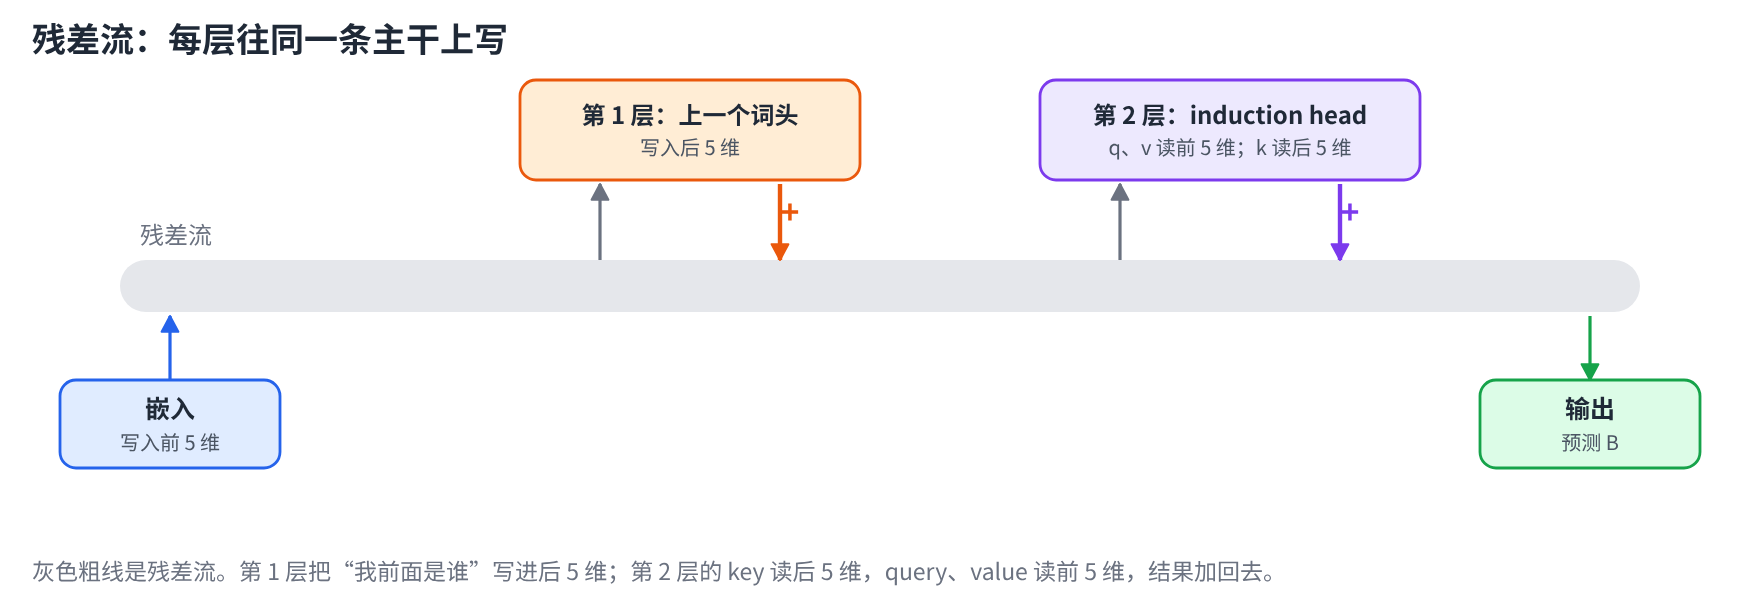 残差流：每层往同一条主干上写
第 1 层：上一个词头
写入后 5 维
第 2 层：induction head
q、v 读前 5 维；k 读后 5 维
+
+
残差流
嵌入
写入前 5 维
输出
预测 B
灰色粗线是残差流。第 1 层把“我前面是谁”写进后 5 维；第 2 层的 key 读后 5 维，query、value 读前 5 维，结果加回去。